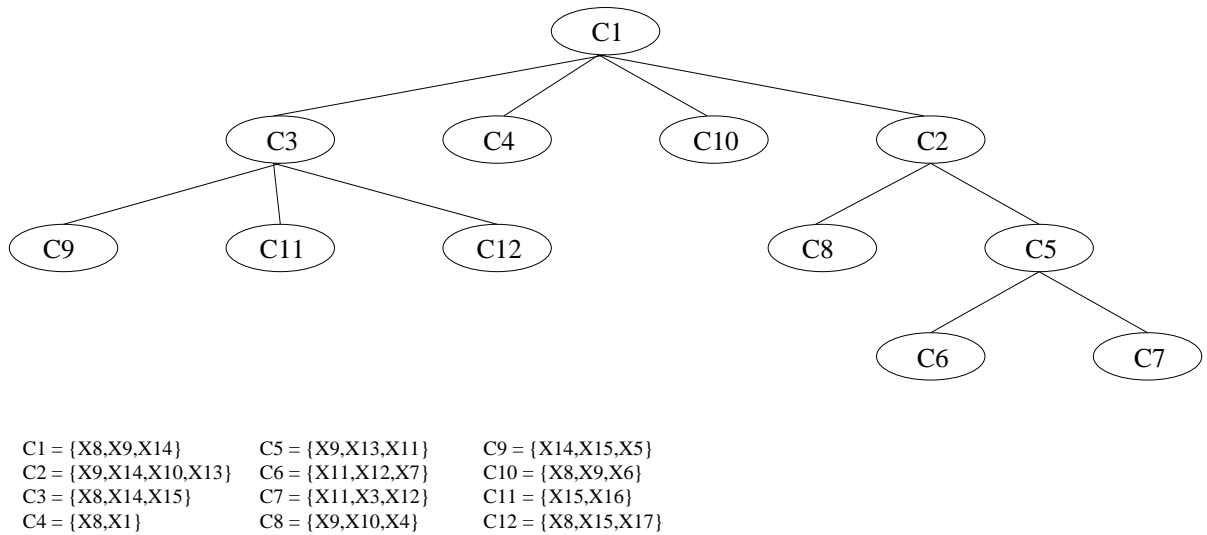 C1
C3
C4
C10
C2
C9
C11
C12
C8
C5
C6
C7
C1 = {X8,X9,X14} C5 = {X9,X13,X11} C9 = {X14,X15,X5}
C2 = {X9,X14,X10,X13} C6 = {X11,X12,X7} C10 = {X8,X9,X6}
C3 = {X8,X14,X15} C7 = {X11,X3,X12} C11 = {X15,X16}
C4 = {X8,X1} C8 = {X9,X10,X4} C12 = {X8,X15,X17}